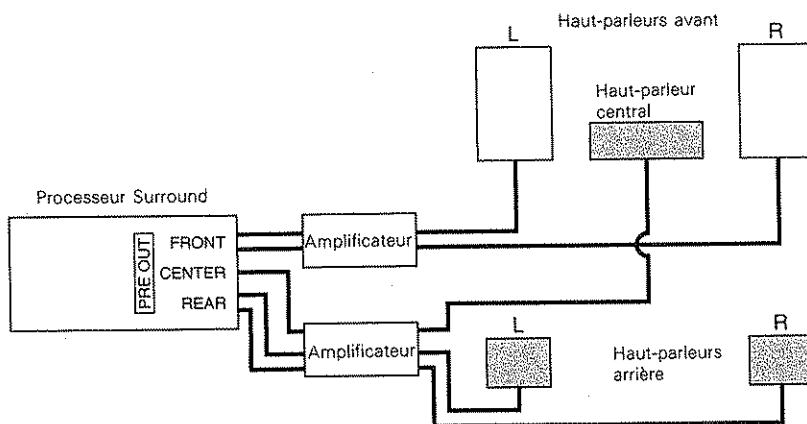 Haut-parleurs avant
L
R
Haut-parleur
central
Processeur Surround
PRE OUT
FRONT
CENTER
REAR
Amplificateur
Amplificateur
L
R
Haut-parleurs
arrière